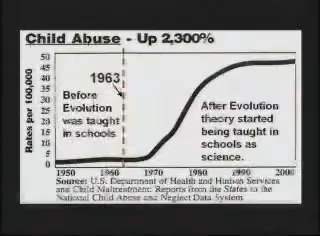 Child Abuse - Up 2,300%
Rates per 100,000
50
45
40
35
30
25
20
15
10
5
0
1963
Before
Evolution
was taught
in schools
After Evolution
theory started
being taught in
schools as
science.
1950 1960 1970 1980 1990 2000
Source: U.S. Department of Health and Human Services
and Child Maltreatment: Reports from the States to the
National Child Abuse and Neglect Data System